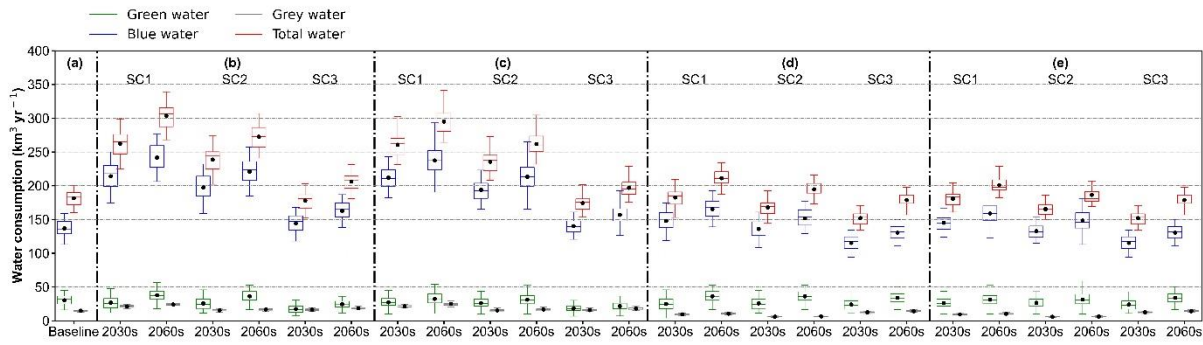 Green water Grey water
Blue water Total water
(a) (b) (c) (d) (e)
SC1 SC2 SC3 SC1 SC2 SC3 SC1 SC2 SC3 SC1 SC2 SC3
Water consumption (km³ yr⁻¹)
400
350
300
250
200
150
100
50
0
Baseline 2030s 2060s 2030s 2060s 2030s 2060s 2030s 2060s 2030s 2060s 2030s 2060s 2030s 2060s 2030s 2060s 2030s 2060s 2030s 2060s 2030s 2060s 2030s 2060s